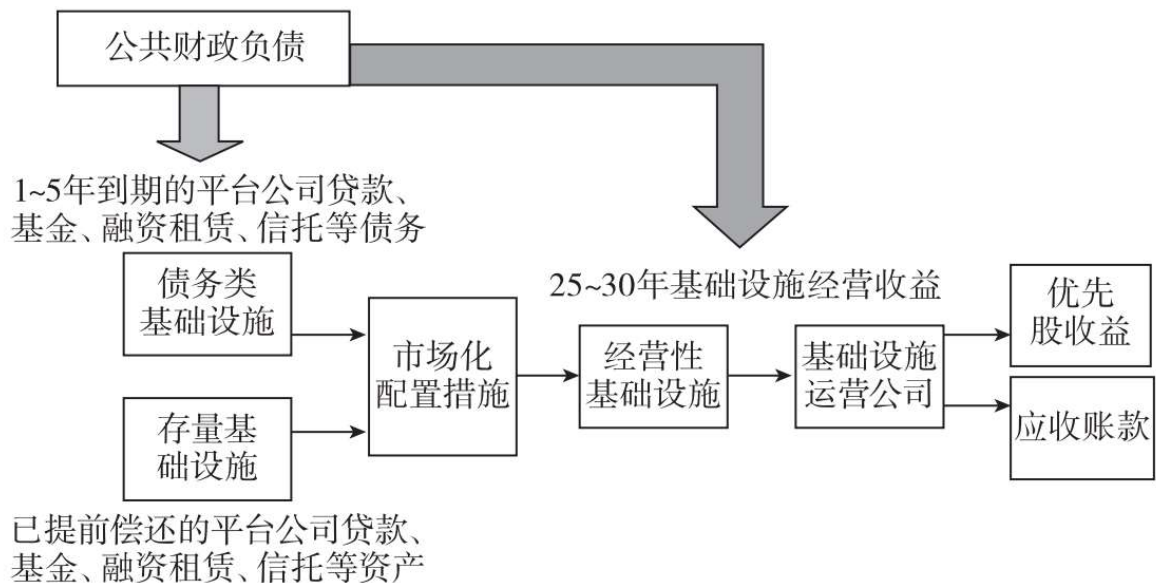 公共财政负债
1~5年到期的平台公司贷款、
基金、融资租赁、信托等债务
债务类
基础设施
存量基
础设施
已提前偿还的平台公司贷款、
基金、融资租赁、信托等资产
市场化
配置措施
25~30年基础设施经营收益
经营性
基础设施
基础设施
运营公司
优先
股收益
应收账款